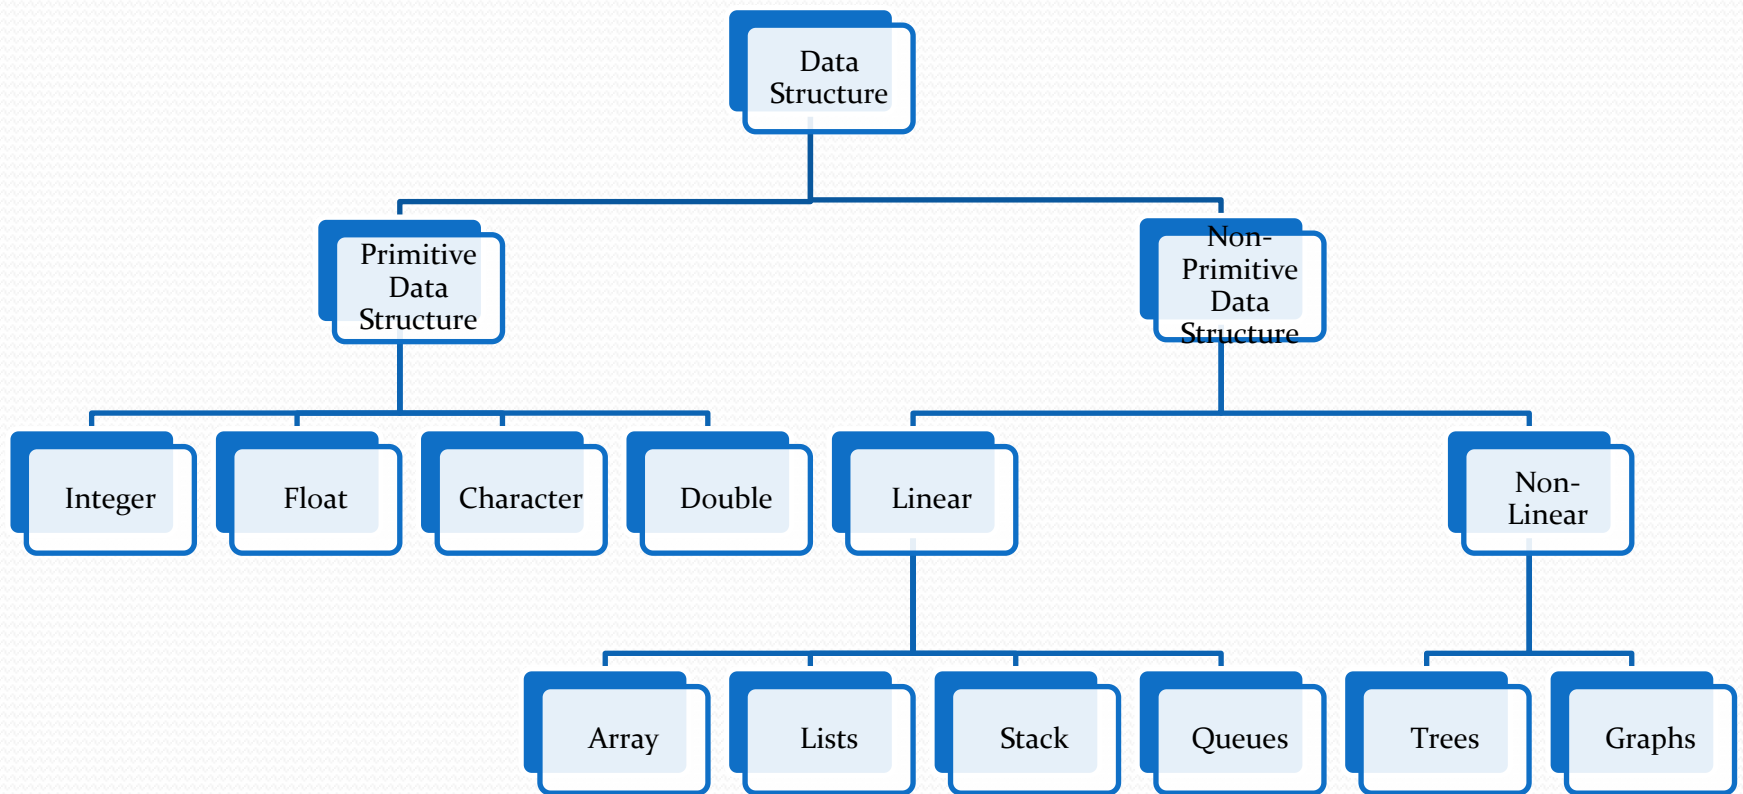 Data
Structure
Primitive
Data
Structure
Non-
Primitive
Data
Structure
Integer
Float
Character
Double
Linear
Non-
Linear
Array
Lists
Stack
Queues
Trees
Graphs